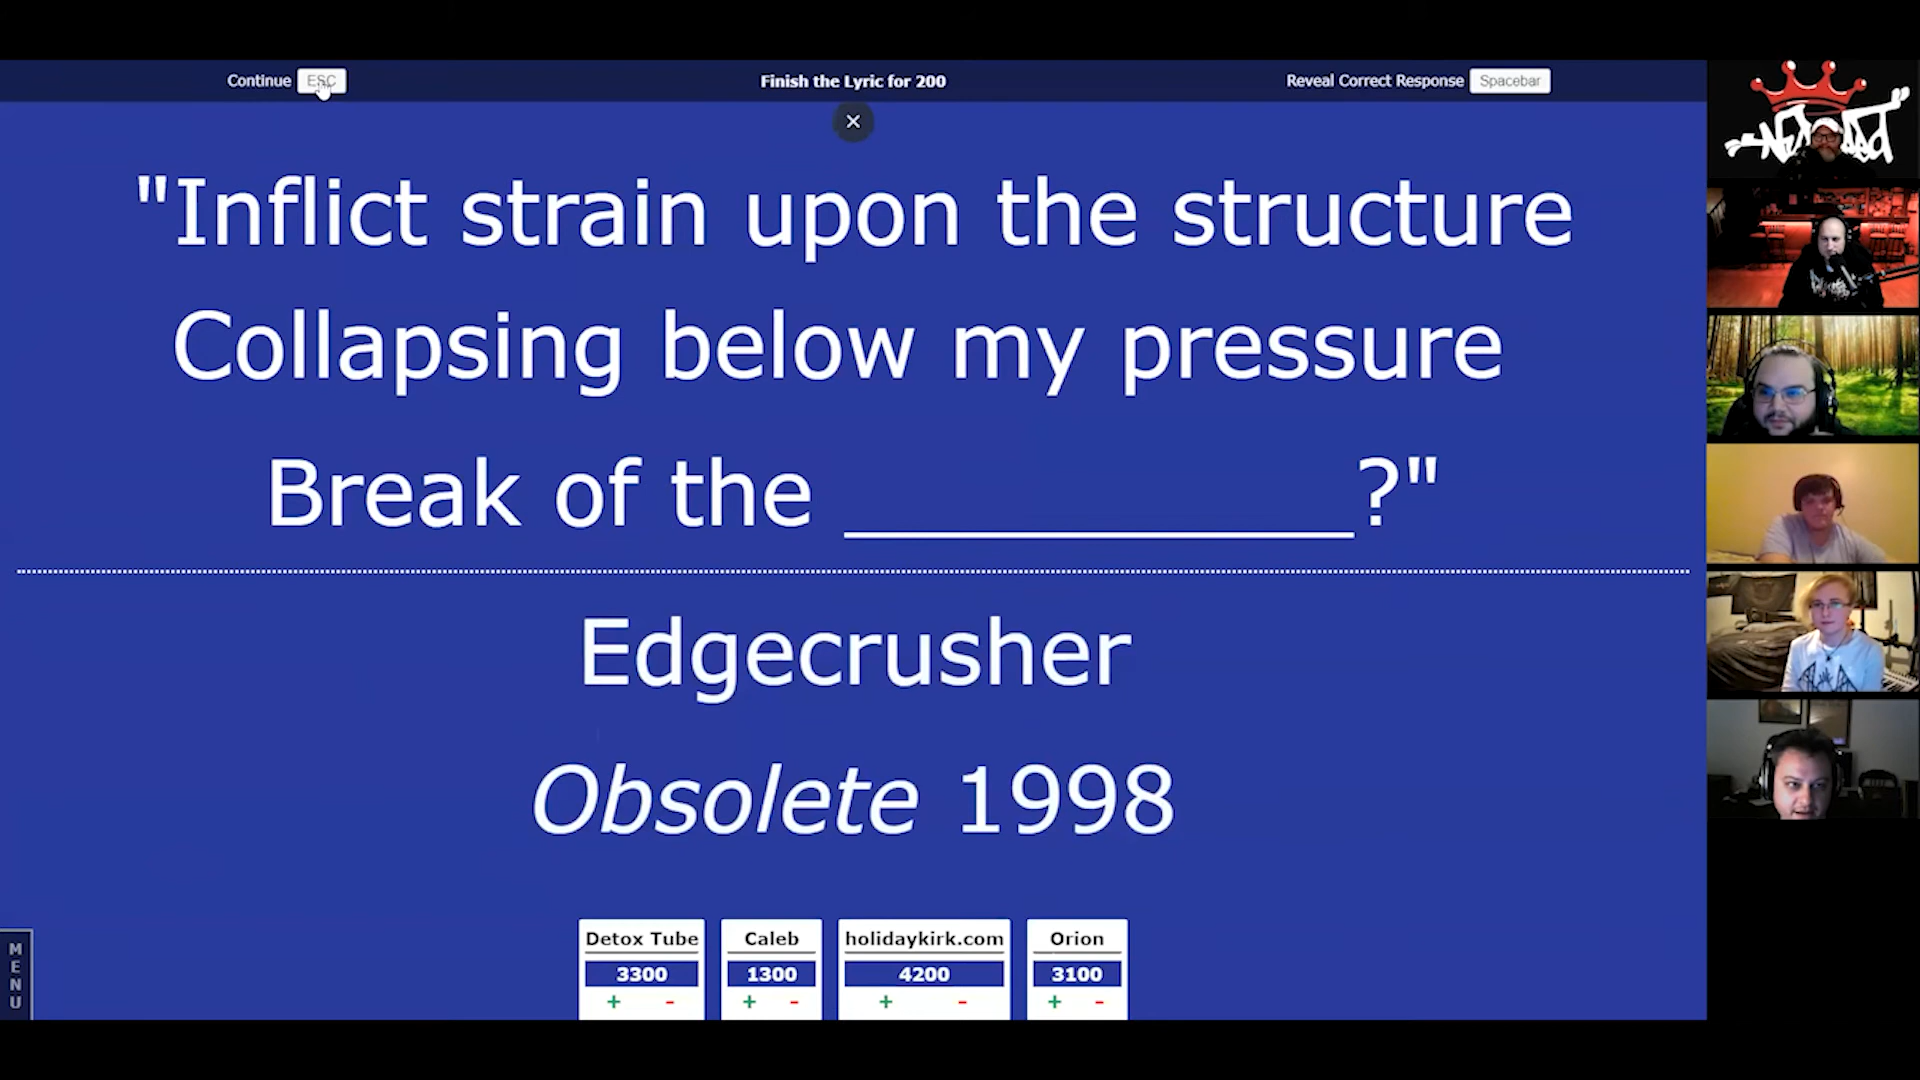 Continue ESC
Finish the Lyric for 200
Reveal Correct Response Spacebar
"Inflict strain upon the structure
Collapsing below my pressure
Break of the ____________?"
Edgecrusher
Obsolete 1998
MENU
Detox Tube
3300
+ -
Caleb
1300
+ -
holidaykirk.com
4200
+ -
Orion
3100
+ -